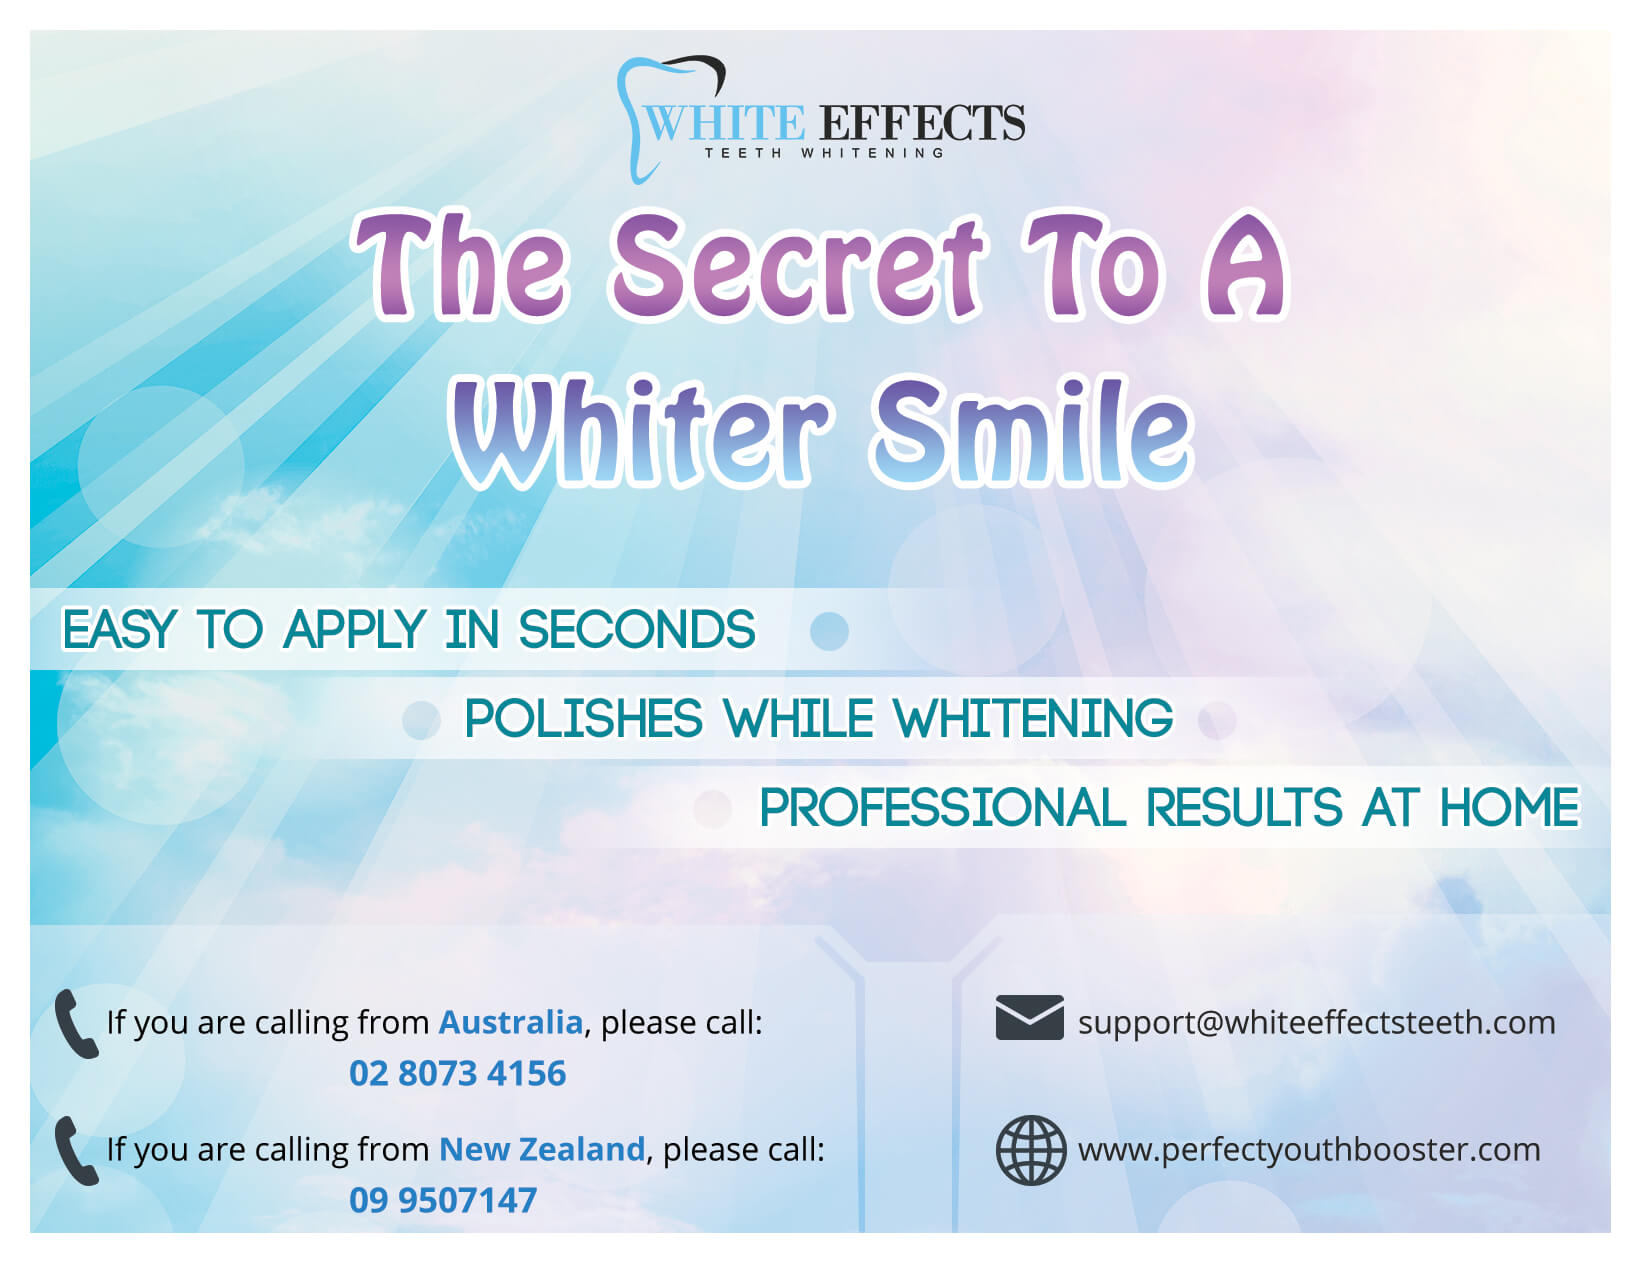 WHITE EFFECTS
TEETH WHITENING
The Secret To A
Whiter Smile
EASY TO APPLY IN SECONDS
POLISHES WHILE WHITENING
PROFESSIONAL RESULTS AT HOME
If you are calling from Australia, please call:
02 8073 4156
If you are calling from New Zealand, please call:
09 9507147
support@whiteeffectsteeth.com
www.perfectyouthbooster.com